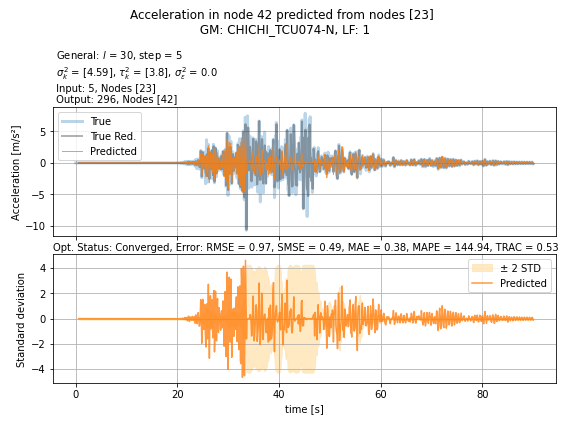 Acceleration in node 42 predicted from nodes [23]
GM: CHICHI_TCU074-N, LF: 1
General: l = 30, step = 5
σ²ₖ = [4.59], τ²ₖ = [3.8], σ²ε = 0.0
Input: 5, Nodes [23]
Output: 296, Nodes [42]
Acceleration [m/s²]
5
0
−5
−10
True
True Red.
Predicted
Opt. Status: Converged, Error: RMSE = 0.97, SMSE = 0.49, MAE = 0.38, MAPE = 144.94, TRAC = 0.53
Standard deviation
4
2
0
−2
−4
± 2 STD
Predicted
0 20 40 60 80
time [s]